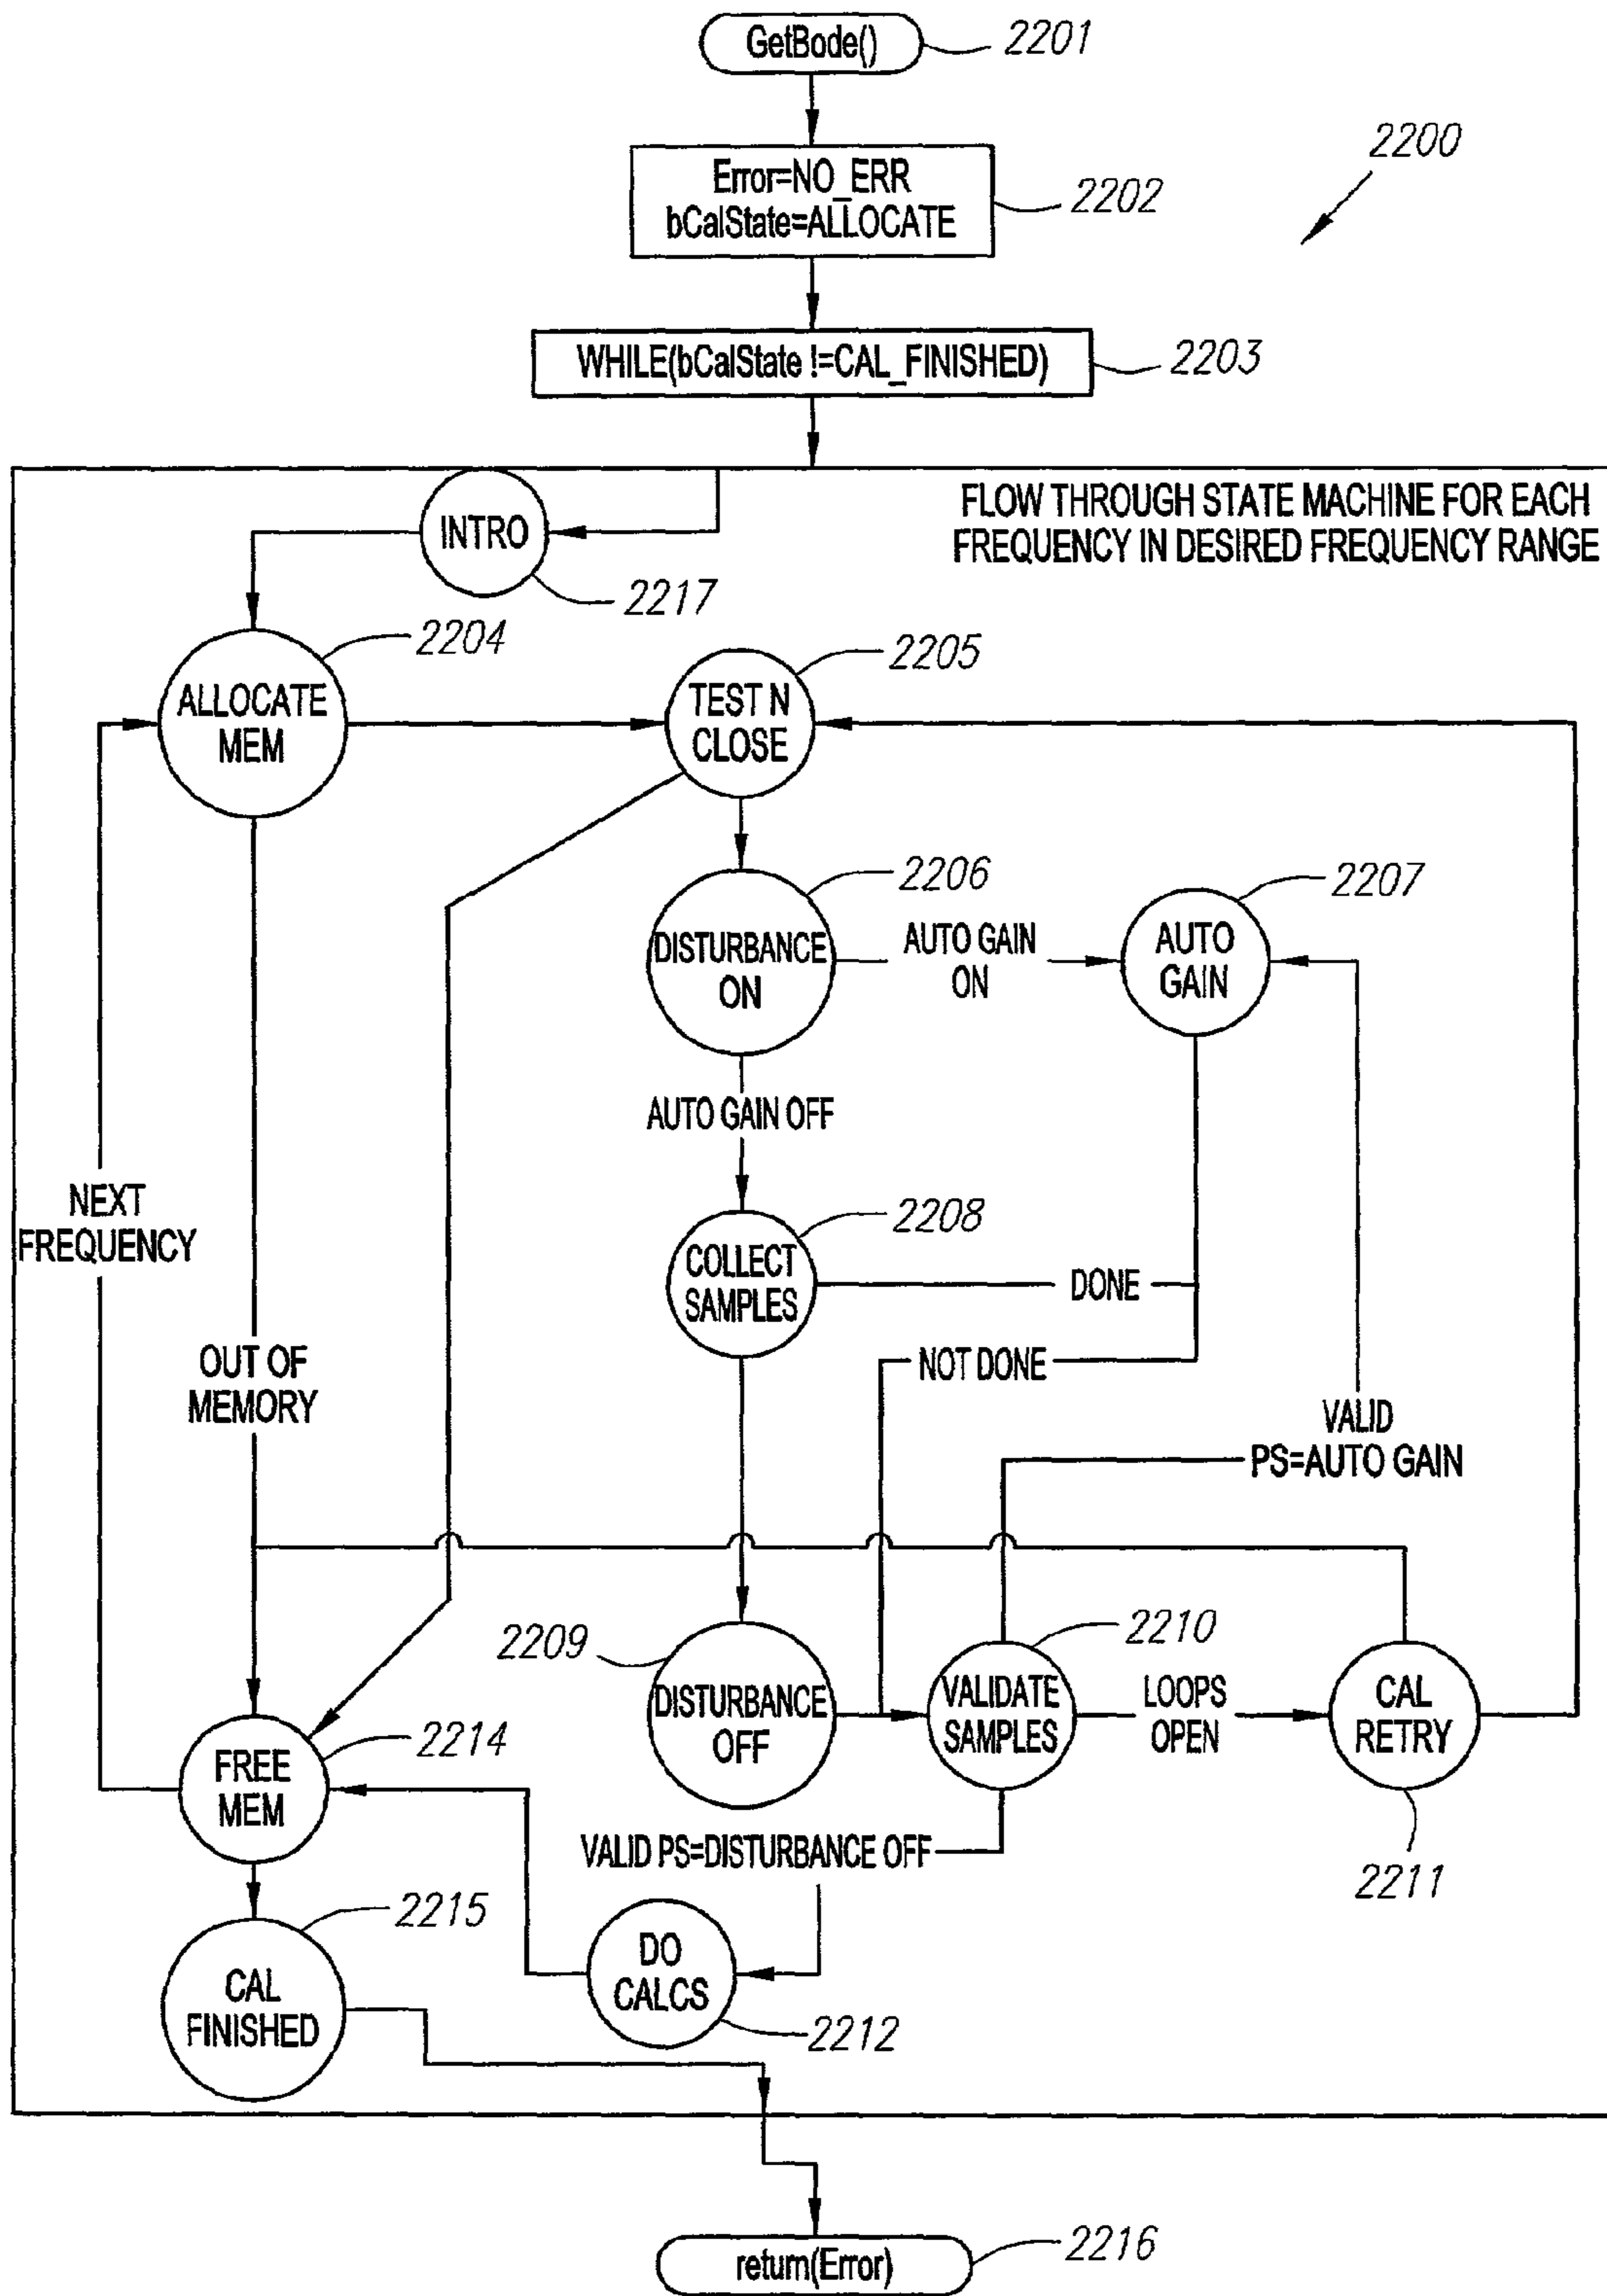 GetBode()
2201
2200
Error=NO_ERR
bCalState=ALLOCATE
2202
WHILE(bCalState !=CAL_FINISHED)
2203
FLOW THROUGH STATE MACHINE FOR EACH
FREQUENCY IN DESIRED FREQUENCY RANGE
INTRO
2217
2204
ALLOCATE
MEM
2205
TEST N
CLOSE
2206
DISTURBANCE
ON
AUTO GAIN
ON
2207
AUTO
GAIN
AUTO GAIN OFF
NEXT
FREQUENCY
2208
COLLECT
SAMPLES
DONE
OUT OF
MEMORY
NOT DONE
VALID
PS=AUTO GAIN
2209
DISTURBANCE
OFF
2210
VALIDATE
SAMPLES
LOOPS
OPEN
CAL
RETRY
2211
2214
FREE
MEM
VALID PS=DISTURBANCE OFF
2215
CAL
FINISHED
DO
CALCS
2212
return(Error)
2216